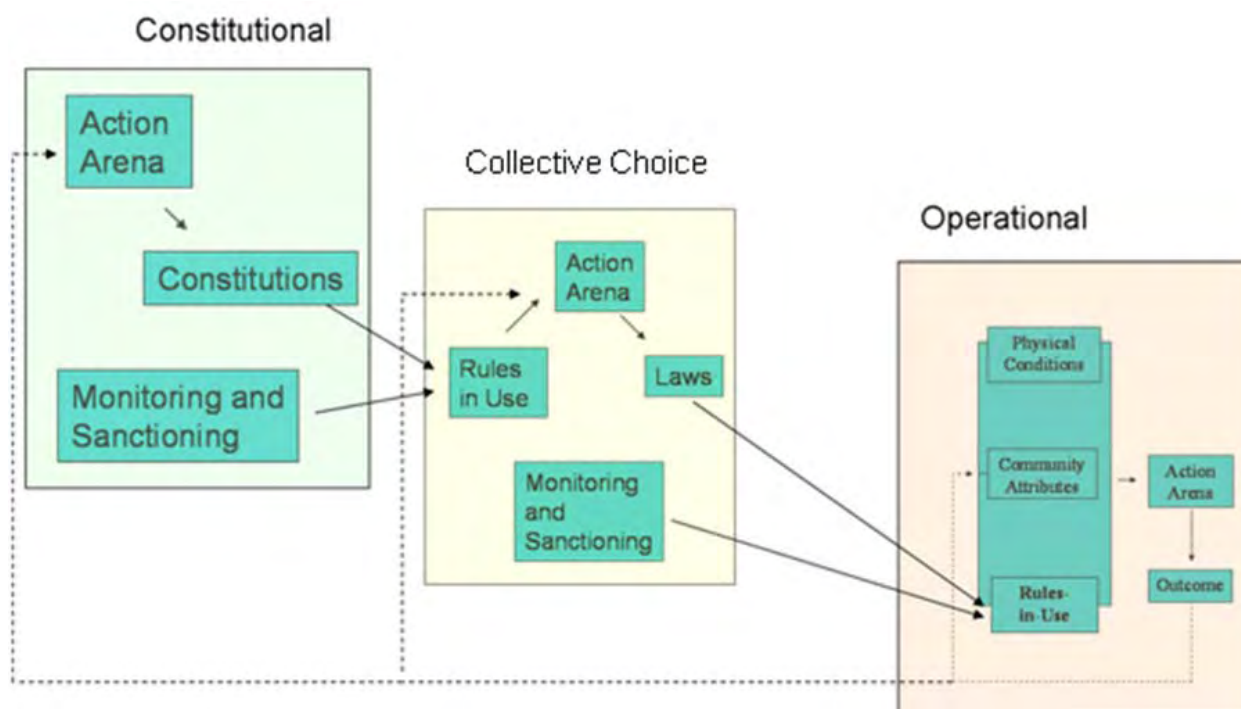 Constitutional
Action
Arena
Constitutions
Monitoring and
Sanctioning
Collective Choice
Action
Arena
Rules
in Use
Laws
Monitoring
and
Sanctioning
Operational
Physical
Conditions
Community
Attributes
Action
Arena
Rules-
in-Use
Outcome